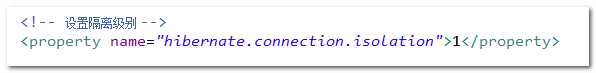 <!-- 设置隔离级别 -->
<property name="hibernate.connection.isolation">1</property>